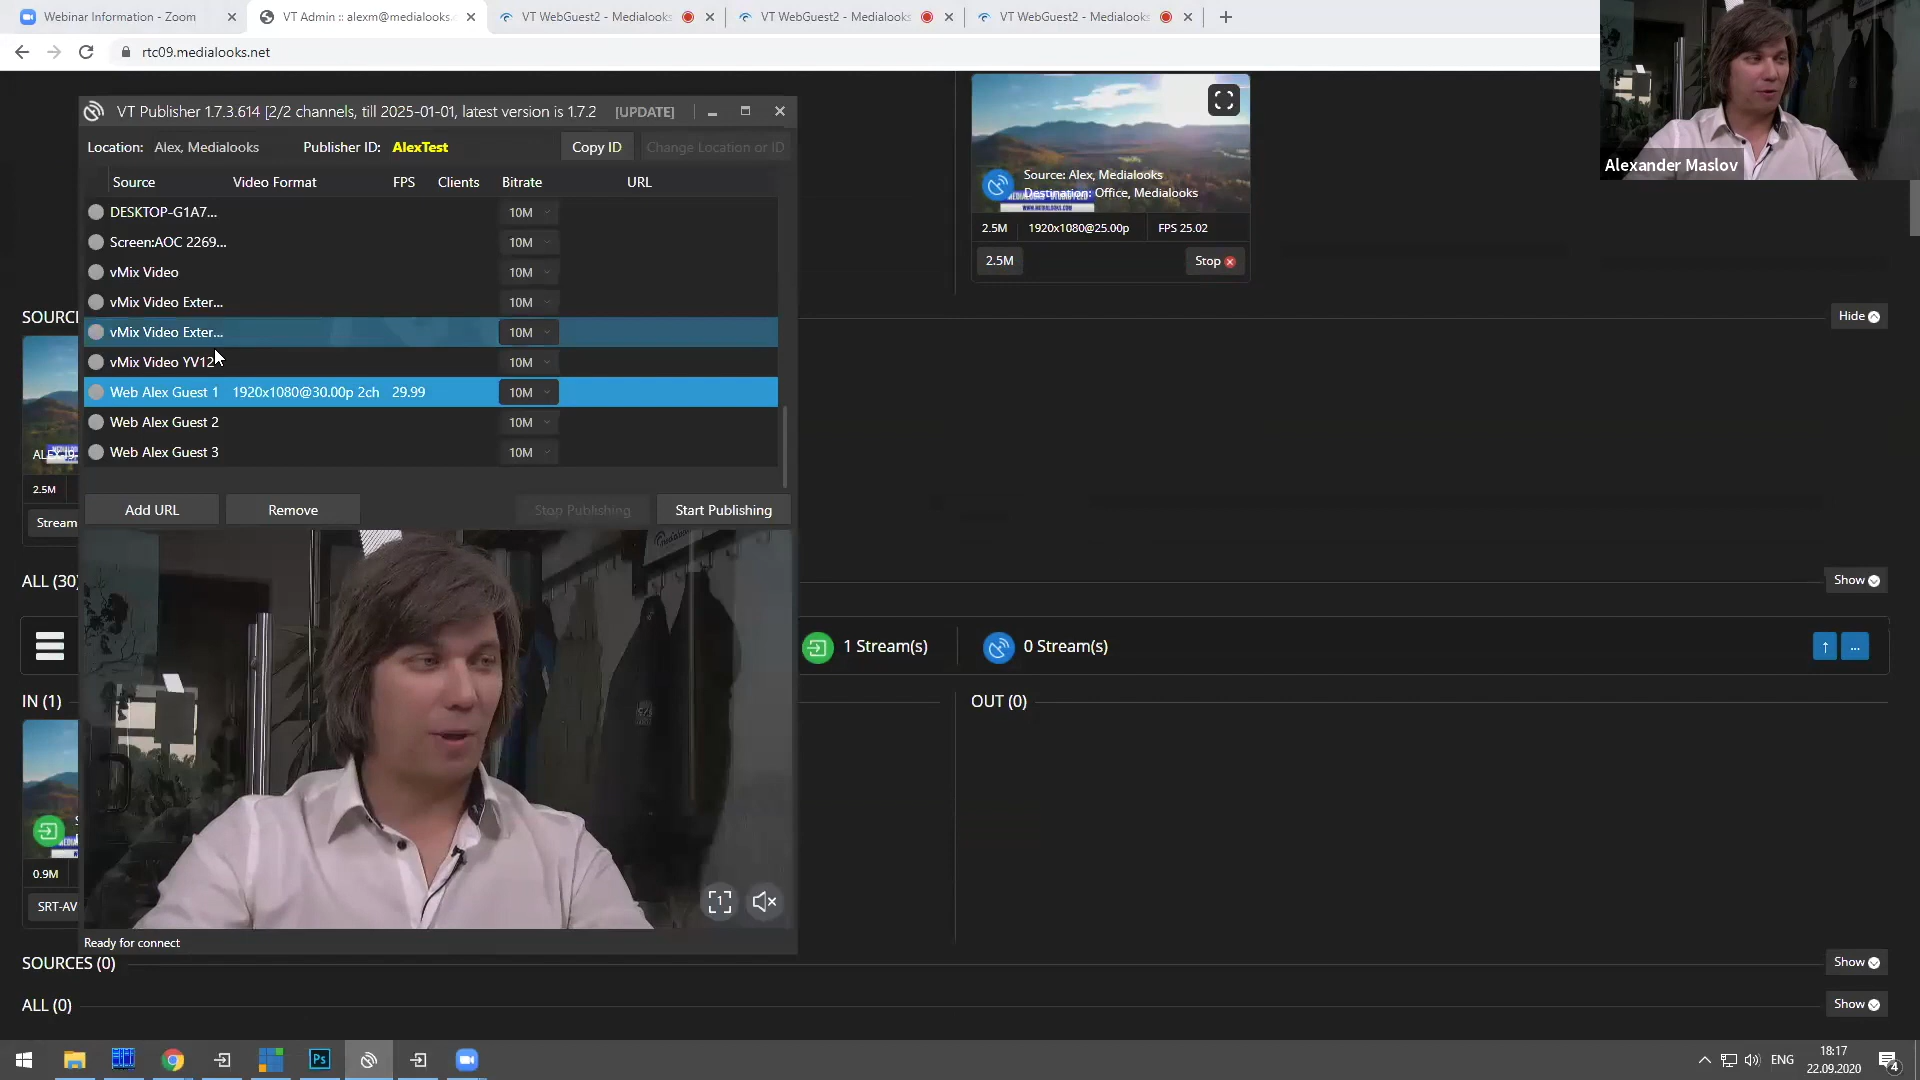 Webinar Information - Zoom
VT Admin :: alexm@medialooks.
VT WebGuest2 - Medialooks
VT WebGuest2 - Medialooks
VT WebGuest2 - Medialooks
rtc09.medialooks.net
Alexander Maslov
VT Publisher 1.7.3.614 [2/2 channels, till 2025-01-01, latest version is 1.7.2
[UPDATE]
Location: Alex, Medialooks Publisher ID: AlexTest Copy ID Change Location or ID
Source Video Format FPS Clients Bitrate URL
DESKTOP-G1A7... 10M
Screen:AOC 2269... 10M
vMix Video 10M
vMix Video Exter... 10M
vMix Video Exter... 10M
vMix Video YV12 10M
Web Alex Guest 1 1920x1080@30.00p 2ch 29.99 10M
Web Alex Guest 2 10M
Web Alex Guest 3 10M
Add URL Remove Stop Publishing Start Publishing
1
Ready for connect
Source: Alex, Medialooks
Destination: Office, Medialooks
WWW.MEDIALOOKS.COM
2.5M 1920x1080@25.00p FPS 25.02
2.5M Stop
SOURC
Hide
2.5M
Stream
ALL (30)
Show
1 Stream(s) 0 Stream(s) ↑ ...
IN (1)
OUT (0)
0.9M
SRT-AV
SOURCES (0)
Show
ALL (0)
Show
ENG
18:17
22.09.2020
4
Ps